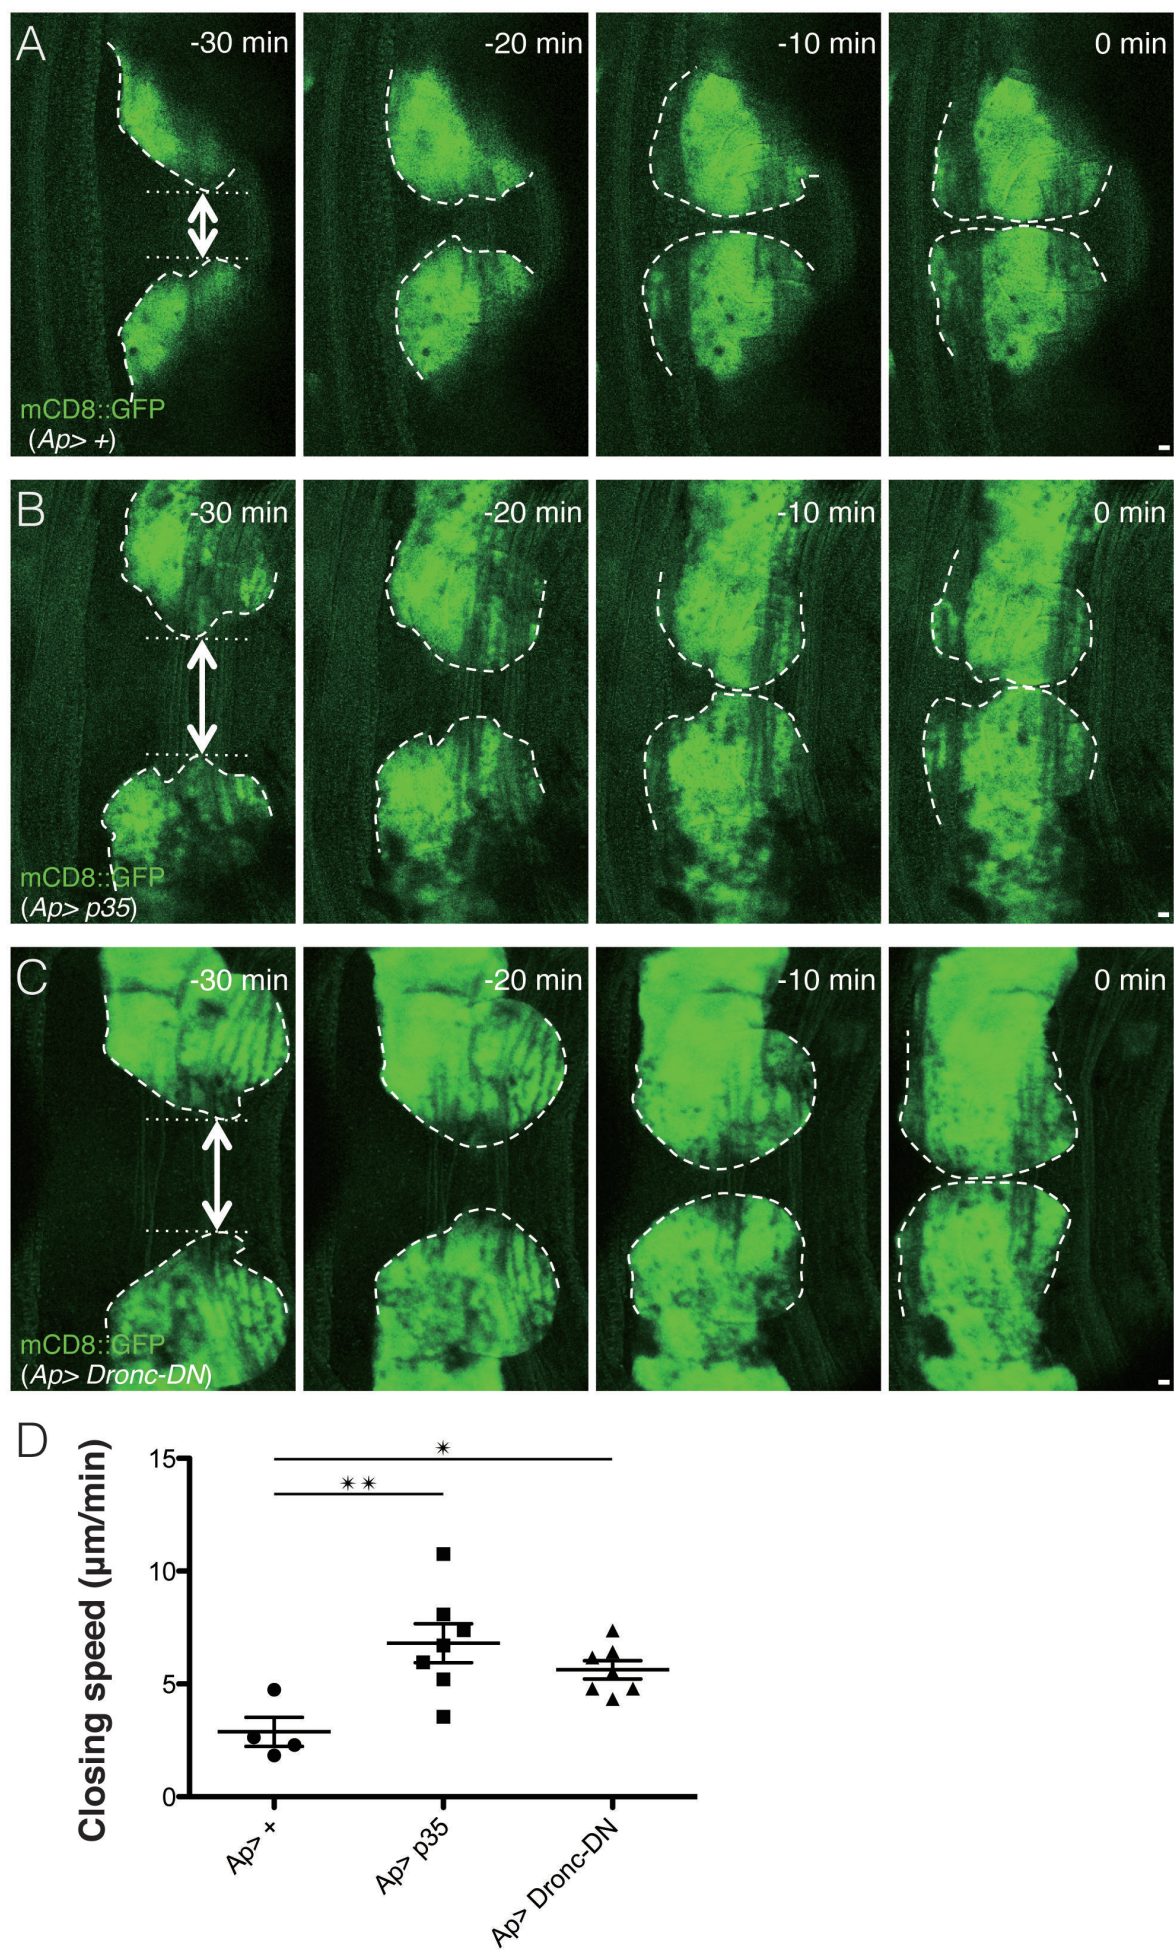 A
-30 min
-20 min
-10 min
0 min
mCD8::GFP
(Ap> +)
B
-30 min
-20 min
-10 min
0 min
mCD8::GFP
(Ap> p35)
C
-30 min
-20 min
-10 min
0 min
mCD8::GFP
(Ap> Dronc-DN)
D
Closing speed (µm/min)
15
10
5
0
*
**
Ap> +
Ap> p35
Ap> Dronc-DN